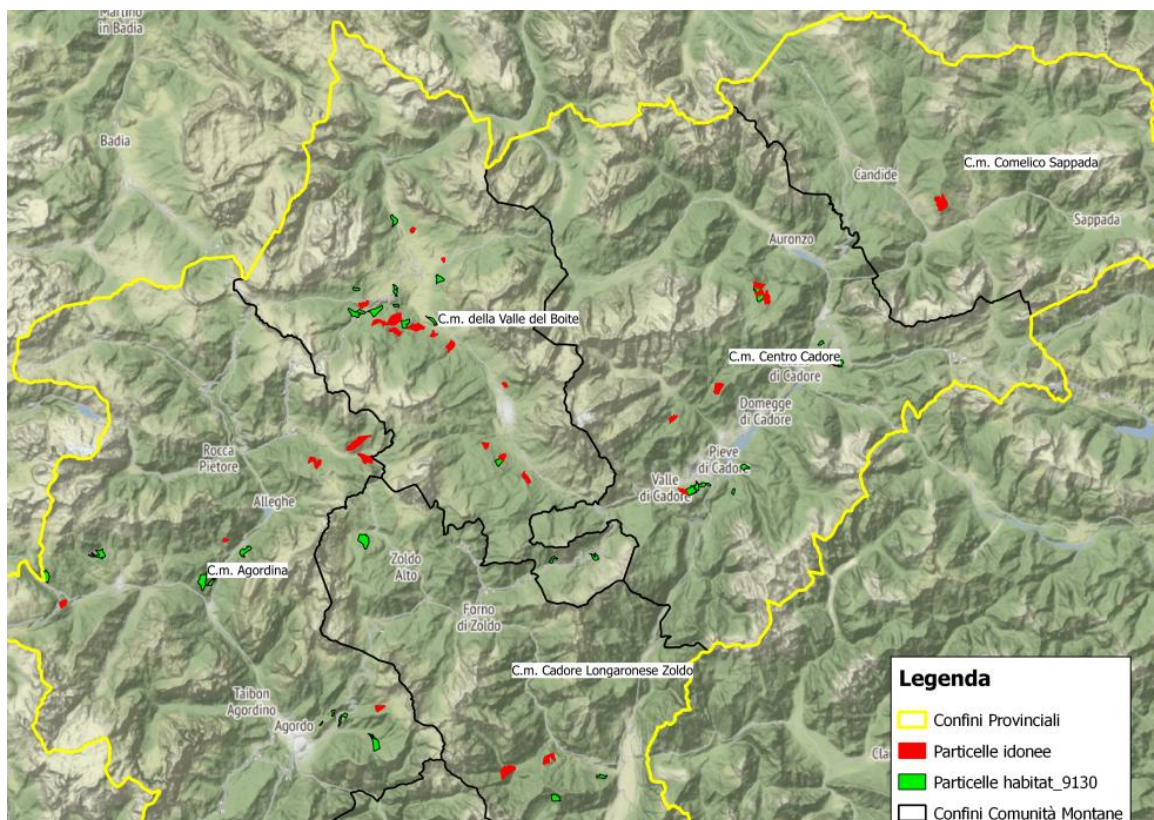 Martino
in Badia
Badia
C.m. Comelico Sappada
Candide
Sappada
Auronzo
C.m. della Valle del Boite
C.m. Centro Cadore
di Cadore
Domegge
di Cadore
Rocca
Pietore
Pieve
di Cadore
Valle
di Cadore
Alleghe
C.m. Agordina
Zoldo
Alto
Forno
di Zoldo
C.m. Cadore Longaronese Zoldo
Taibon
Agordino
Agordo
Legenda
Confini Provinciali
Particelle idonee
Particelle habitat_9130
Confini Comunità Montane